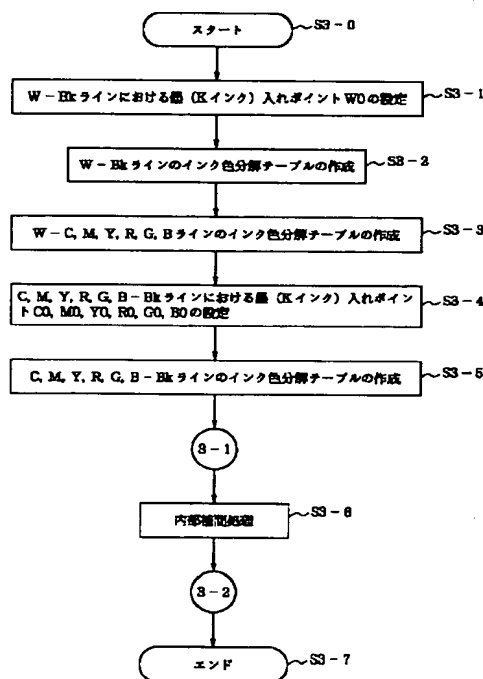 スタート
S3-0
W-Bkラインにおける墨（Kインク）入れポイントW0の設定
S3-1
W-Bkラインのインク色分解テーブルの作成
S3-2
W-C, M, Y, R, G, Bラインのインク色分解テーブルの作成
S3-3
C, M, Y, R, G, B-Bkラインにおける墨（Kインク）入れポイン
トC0, M0, Y0, R0, G0, B0の設定
S3-4
C, M, Y, R, G, B-Bkラインのインク色分解テーブルの作成
S3-5
3-1
内部補間処理
S3-6
3-2
エンド
S3-7